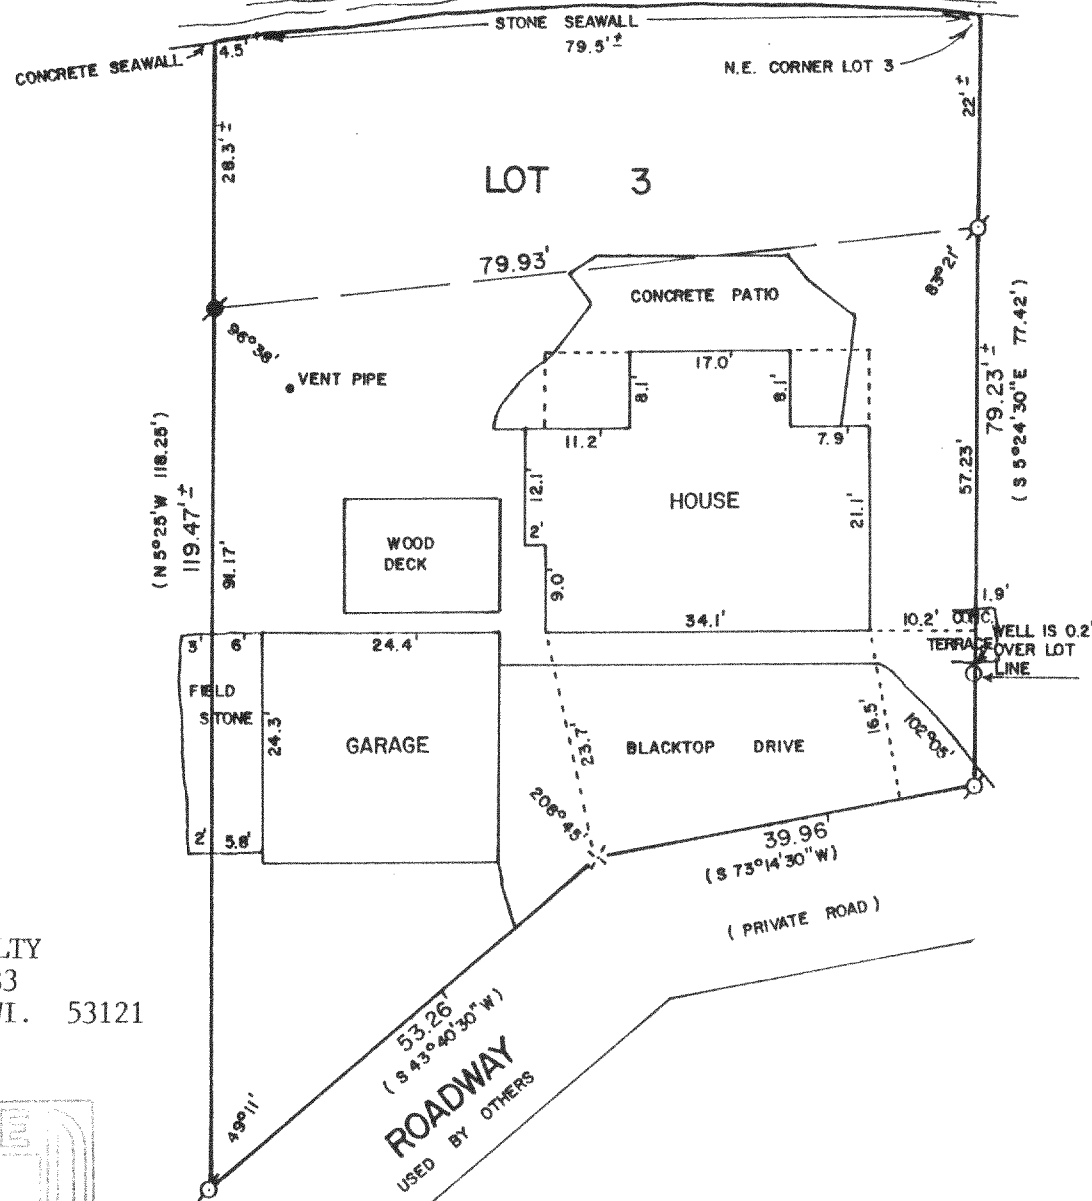 STONE SEAWALL
79.5' ±
4.5'
CONCRETE SEAWALL
N.E. CORNER LOT 3
22' ±
28.3' ±
LOT 3
79.93'
83°21'
CONCRETE PATIO
96°38'
VENT PIPE
17.0'
8.1'
8.1'
11.2'
7.9'
(N 5°25' W 118.25')
119.47' ±
91.17'
79.23' ±
(S 5°24'30" E 77.42')
57.23'
12.1'
HOUSE
21.1'
2'
WOOD
DECK
9.0'
34.1'
10.2'
1.9'
TERRACE
WELL IS 0.2'
OVER LOT
LINE
3'
6'
24.4'
FIELD
STONE
24.3'
GARAGE
23.7'
BLACKTOP DRIVE
16.5'
102°05'
208°45'
2'
5.8'
39.96'
(S 73°14'30" W)
(PRIVATE ROAD)
LTY
53121
53.26'
(S 43°40'30" W)
ROADWAY
USED BY OTHERS
49°11'